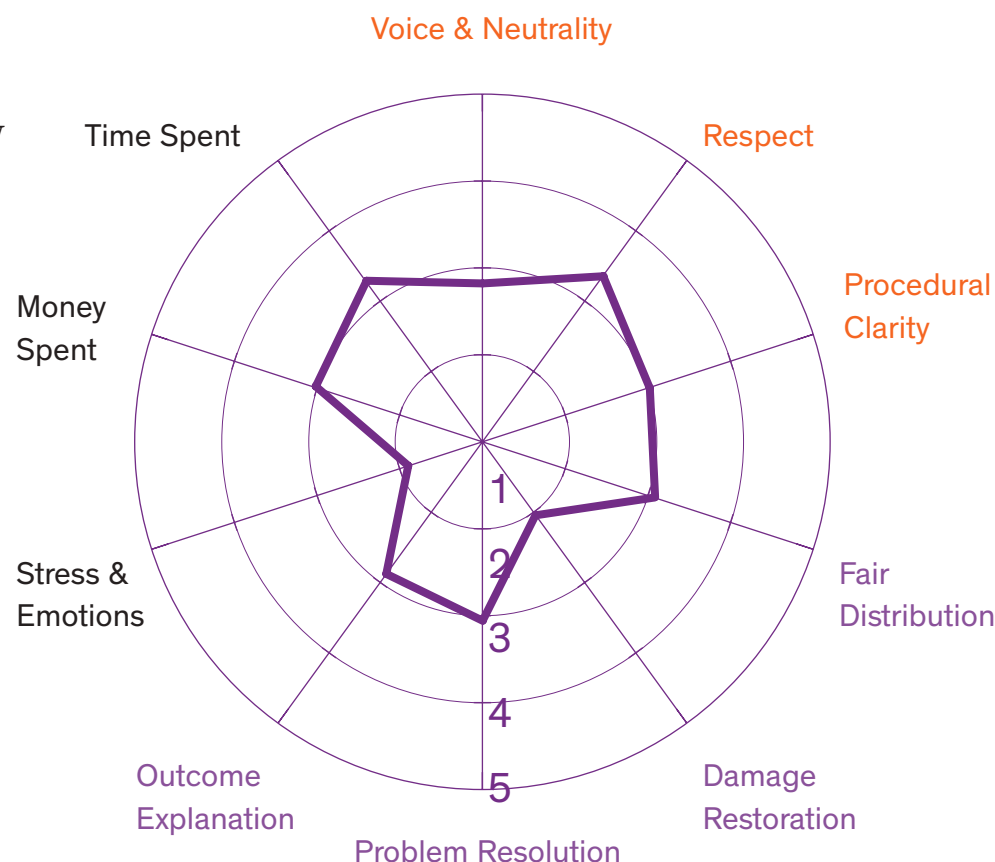 Voice & Neutrality
Time Spent
Respect
Money
Spent
Procedural
Clarity
1
2
3
4
5
Stress &
Emotions
Fair
Distribution
Outcome
Explanation
Damage
Restoration
Problem Resolution